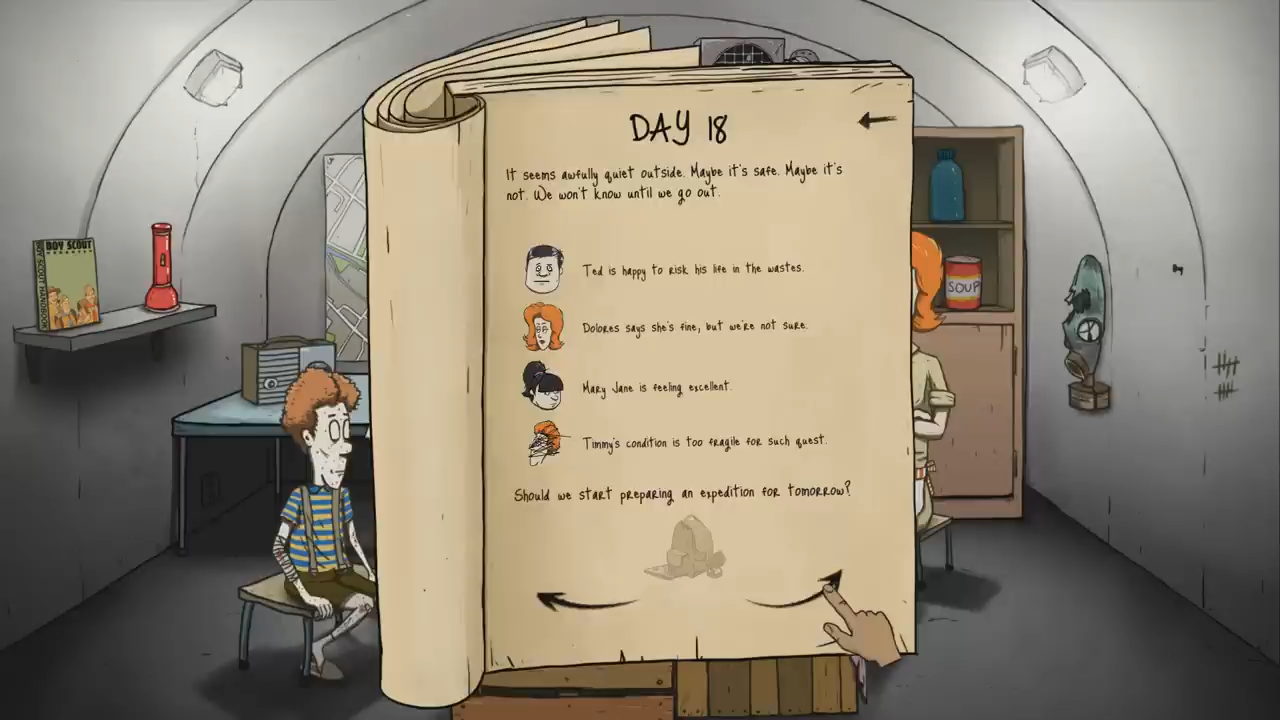 DAY 18
It seems awfully quiet outside. Maybe it's safe. Maybe it's
not. We won't know until we go out.
Ted is happy to risk his life in the wastes.
Dolores says she's fine, but we're not sure.
Mary Jane is feeling excellent.
Timmy's condition is too fragile for such quest.
Should we start preparing an expedition for tomorrow?
BOY SCOUT
BOY SCOUT HANDBOOK
SOUP